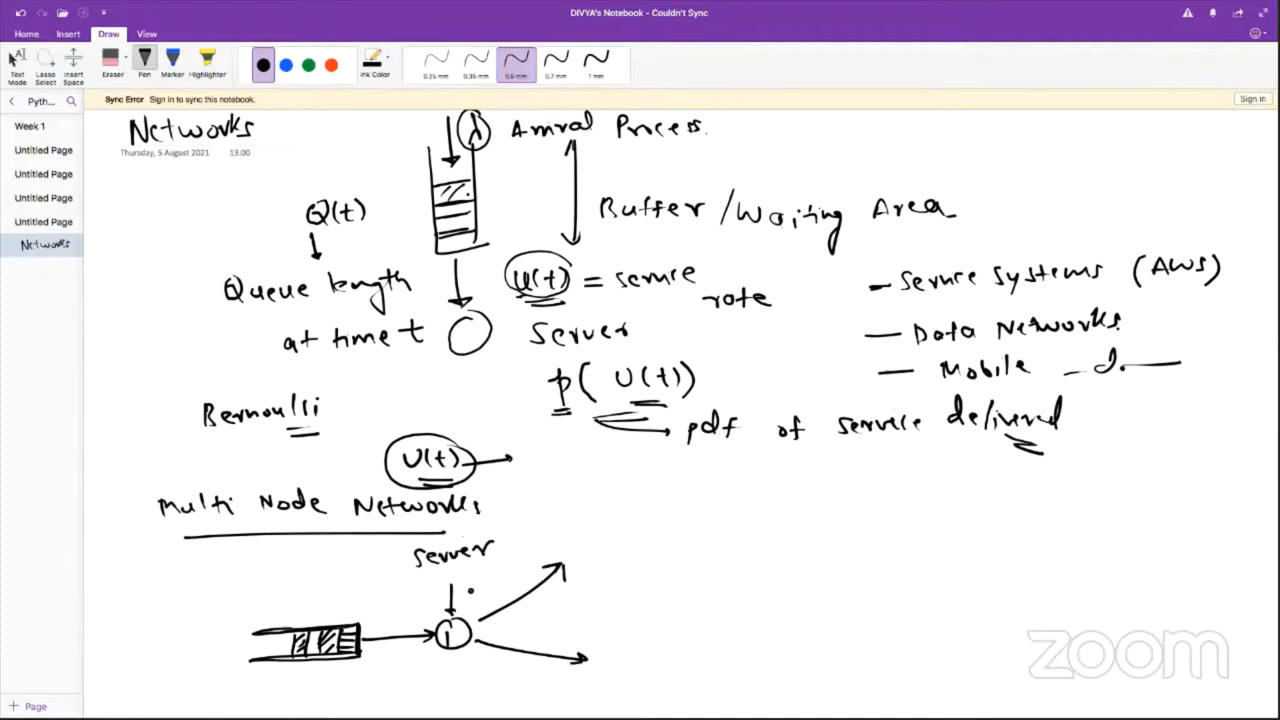 DIVYA's Notebook - Couldn't Sync
Home Insert Draw View
Text Mode
Lasso Select
Insert Space
Eraser
Pen
Marker
Highlighter
Ink Color
0.25 mm
0.35 mm
0.5 mm
0.7 mm
1 mm
Pyth...
Sync Error Sign in to sync this notebook.
Sign in
Week 1
Untitled Page
Untitled Page
Untitled Page
Untitled Page
Networks
+ Page
Networks
Thursday, 5 August 2021 13.00
λ Arrival Process.
Q(t)
Buffer / Waiting Area
Queue length
at time t
U(t) = service rate
Server
- Service Systems (AWS)
- Data Networks
- Mobile
p( U(t))
pdf of service delivered
Bernoulli
U(t)
Multi Node Networks
Server
1
zoom